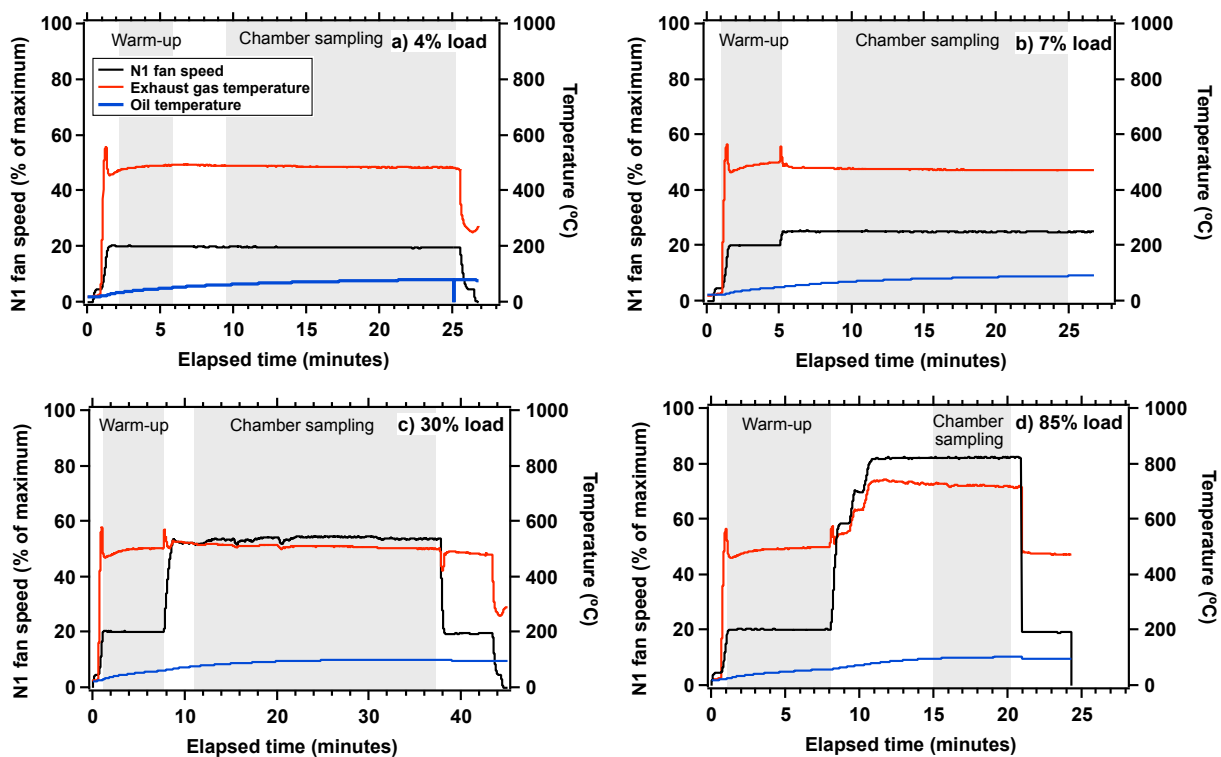 100
80
60
40
20
0
N1 fan speed (% of maximum)
Warm-up
Chamber sampling
a) 4% load
N1 fan speed
Exhaust gas temperature
Oil temperature
1000
800
600
400
200
0
Temperature (ºC)
0
5
10
15
20
25
Elapsed time (minutes)
100
80
60
40
20
0
N1 fan speed (% of maximum)
Warm-up
Chamber sampling
b) 7% load
1000
800
600
400
200
0
Temperature (ºC)
0
5
10
15
20
25
Elapsed time (minutes)
100
80
60
40
20
0
N1 fan speed (% of maximum)
Warm-up
Chamber sampling
c) 30% load
1000
800
600
400
200
0
Temperature (ºC)
0
10
20
30
40
Elapsed time (minutes)
100
80
60
40
20
0
N1 fan speed (% of maximum)
Warm-up
Chamber
sampling
d) 85% load
1000
800
600
400
200
0
Temperature (ºC)
0
5
10
15
20
25
Elapsed time (minutes)